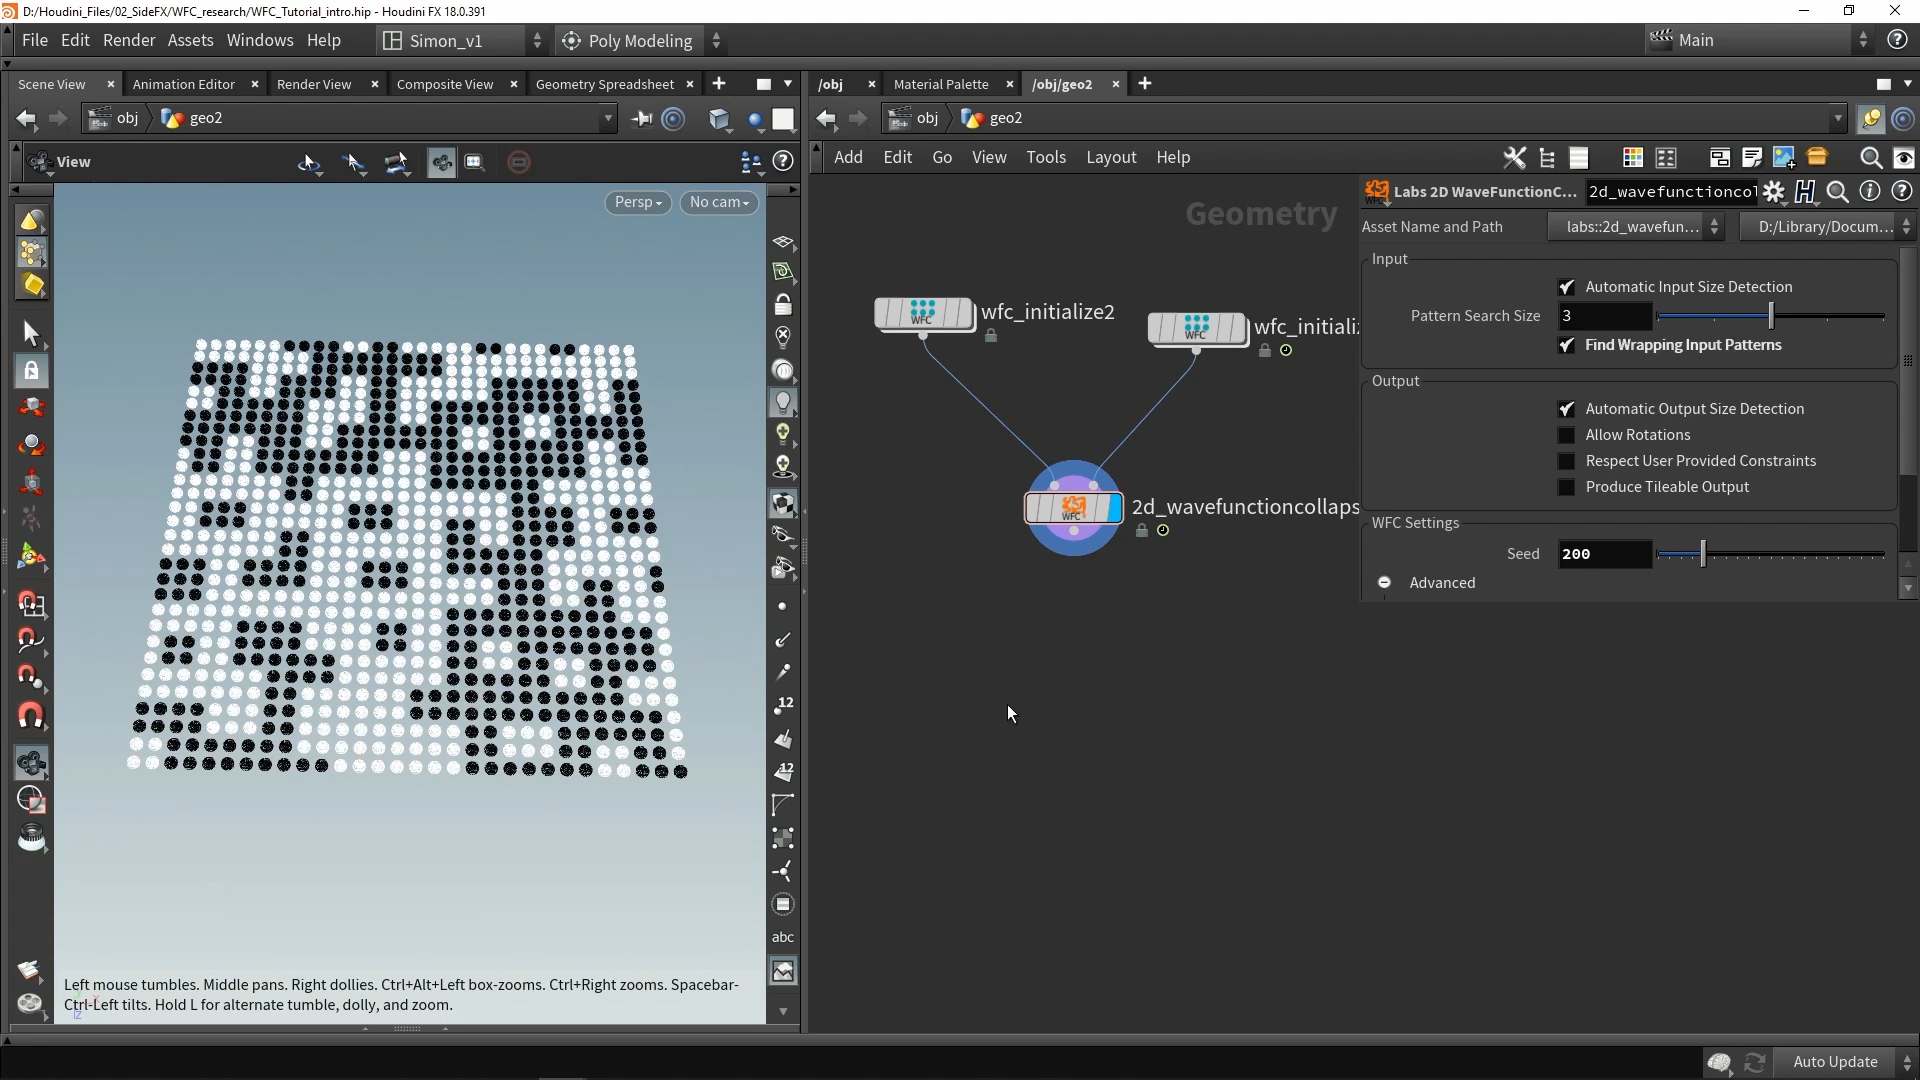 D:/Houdini_Files/02_SideFX/WFC_research/WFC_Tutorial_intro.hip - Houdini FX 18.0.391
File Edit Render Assets Windows Help
Simon_v1
Poly Modeling
Main
Scene View
Animation Editor
Render View
Composite View
Geometry Spreadsheet
/obj
Material Palette
/obj/geo2
obj
geo2
obj
geo2
View
Add Edit Go View Tools Layout Help
Persp
No cam
Geometry
Labs 2D WaveFunctionC...
2d_wavefunctioncol
Asset Name and Path
labs::2d_wavefun...
D:/Library/Docum...
Input
Automatic Input Size Detection
Pattern Search Size
3
Find Wrapping Input Patterns
Output
Automatic Output Size Detection
Allow Rotations
Respect User Provided Constraints
Produce Tileable Output
WFC Settings
Seed
200
Advanced
WFC
wfc_initialize2
WFC
wfc_initializ
WFC
2d_wavefunctioncollaps
12
12
abc
Left mouse tumbles. Middle pans. Right dollies. Ctrl+Alt+Left box-zooms. Ctrl+Right zooms. Spacebar-
Ctrl-Left tilts. Hold L for alternate tumble, dolly, and zoom.
Auto Update